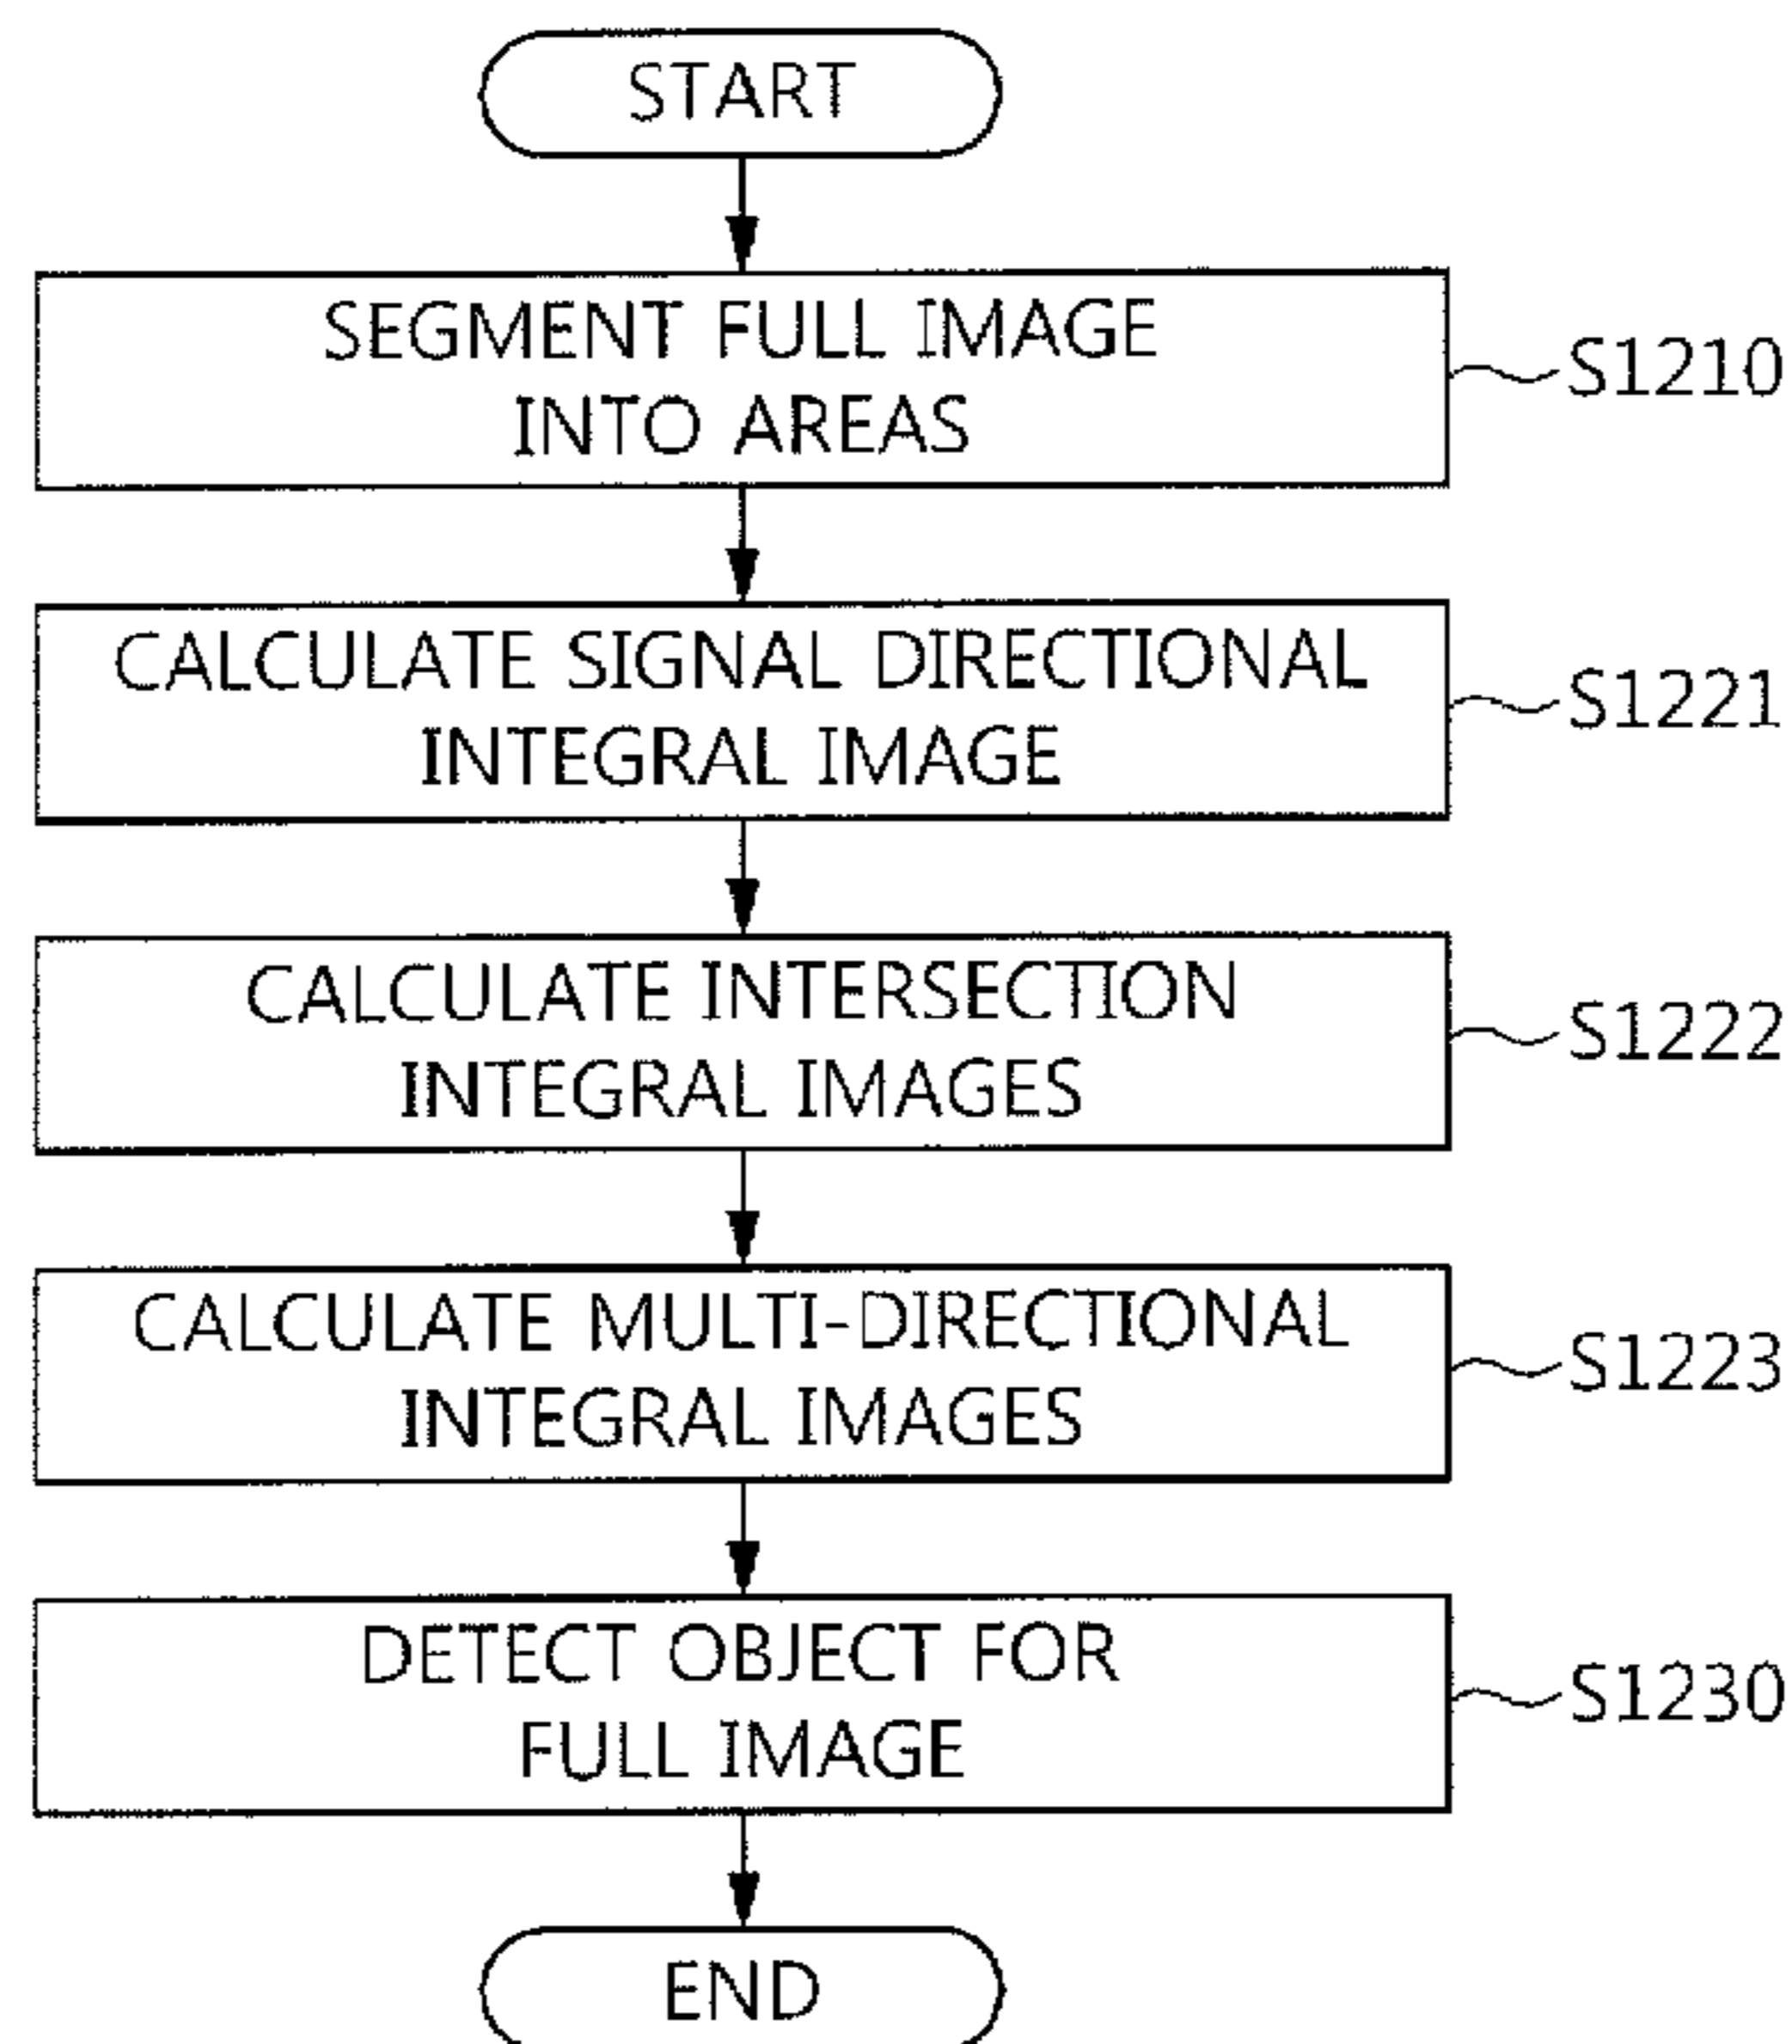 START
SEGMENT FULL IMAGE
INTO AREAS
S1210
CALCULATE SIGNAL DIRECTIONAL
INTEGRAL IMAGE
S1221
CALCULATE INTERSECTION
INTEGRAL IMAGES
S1222
CALCULATE MULTI-DIRECTIONAL
INTEGRAL IMAGES
S1223
DETECT OBJECT FOR
FULL IMAGE
S1230
END